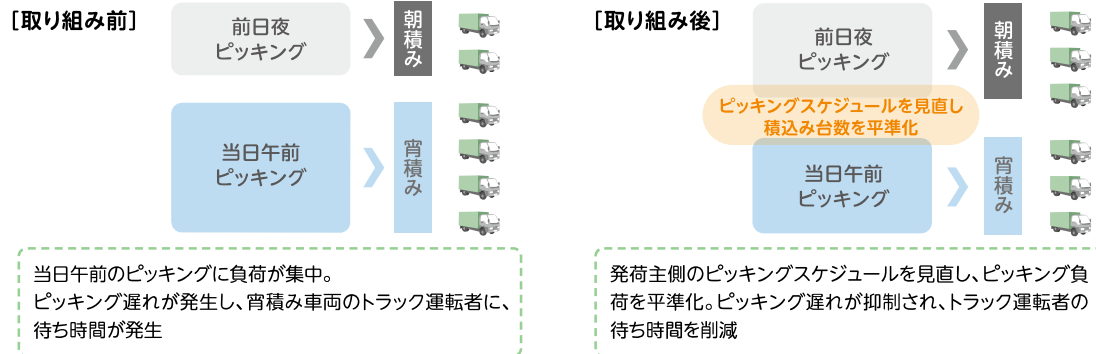 [取り組み前]
前日夜
ピッキング
朝積み
当日午前
ピッキング
宵積み
当日午前のピッキングに負荷が集中。
ピッキング遅れが発生し、宵積み車両のトラック運転者に、
待ち時間が発生
[取り組み後]
前日夜
ピッキング
朝積み
ピッキングスケジュールを見直し
積込み台数を平準化
当日午前
ピッキング
宵積み
発荷主側のピッキングスケジュールを見直し、ピッキング負
荷を平準化。ピッキング遅れが抑制され、トラック運転者の
待ち時間を削減